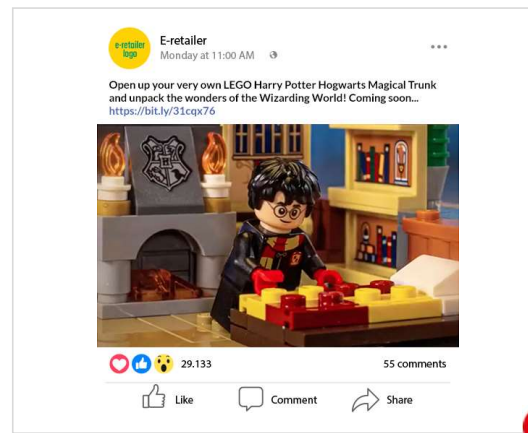 e-retailer
logo
E-retailer
Monday at 11:00 AM
Open up your very own LEGO Harry Potter Hogwarts Magical Trunk
and unpack the wonders of the Wizarding World! Coming soon...
https://bit.ly/31cqx76
29.133
55 comments
Like
Comment
Share